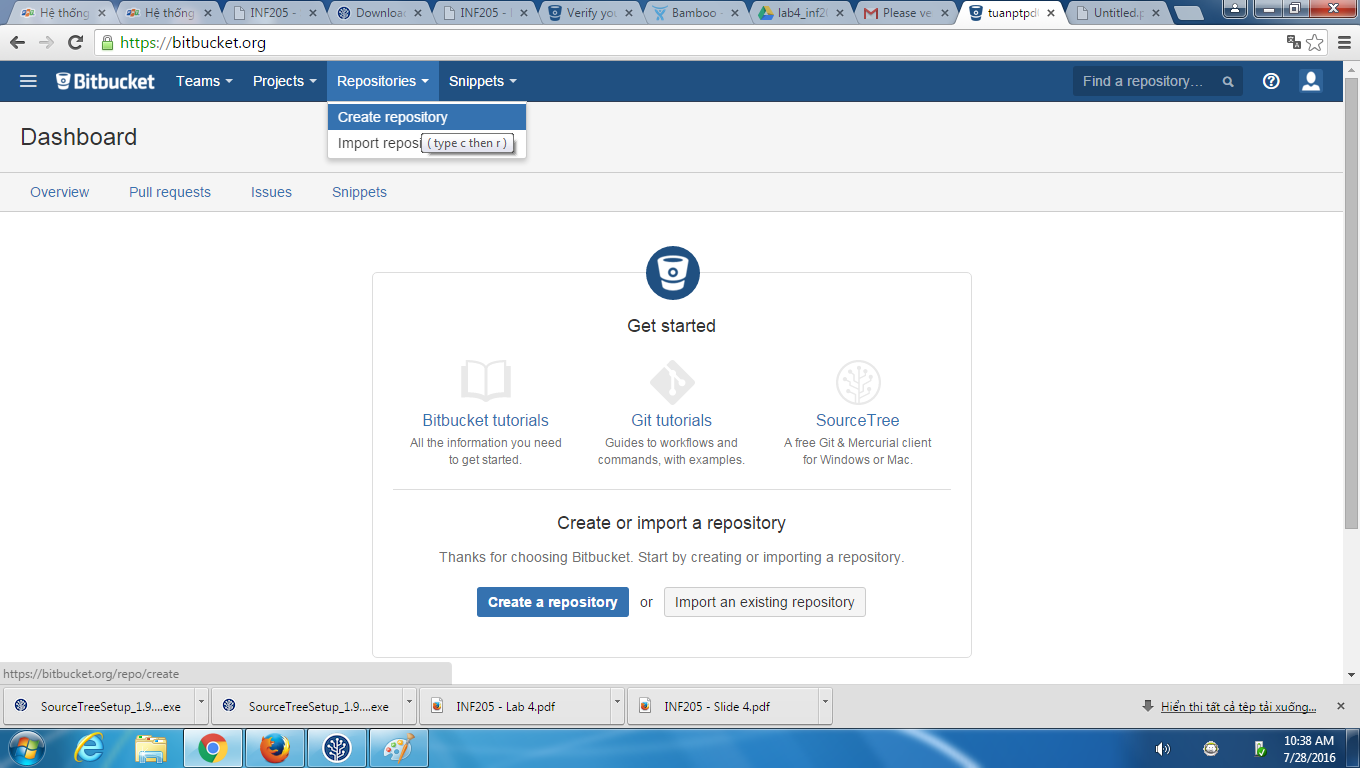 Hệ thống
Hệ thống
INF205 -
Download
INF205 -
Verify you
Bamboo -
lab4_inf2
Please ve
tuanptpd
Untitled.p
https://bitbucket.org
Bitbucket
Teams
Projects
Repositories
Snippets
Find a repository...
Create repository
Import reposi
( type c then r )
Dashboard
Overview
Pull requests
Issues
Snippets
Get started
Bitbucket tutorials
All the information you need
to get started.
Git tutorials
Guides to workflows and
commands, with examples.
SourceTree
A free Git & Mercurial client
for Windows or Mac.
Create or import a repository
Thanks for choosing Bitbucket. Start by creating or importing a repository.
Create a repository
or
Import an existing repository
https://bitbucket.org/repo/create
SourceTreeSetup_1.9....exe
SourceTreeSetup_1.9....exe
INF205 - Lab 4.pdf
INF205 - Slide 4.pdf
Hiển thị tất cả tệp tải xuống...
10:38 AM
7/28/2016